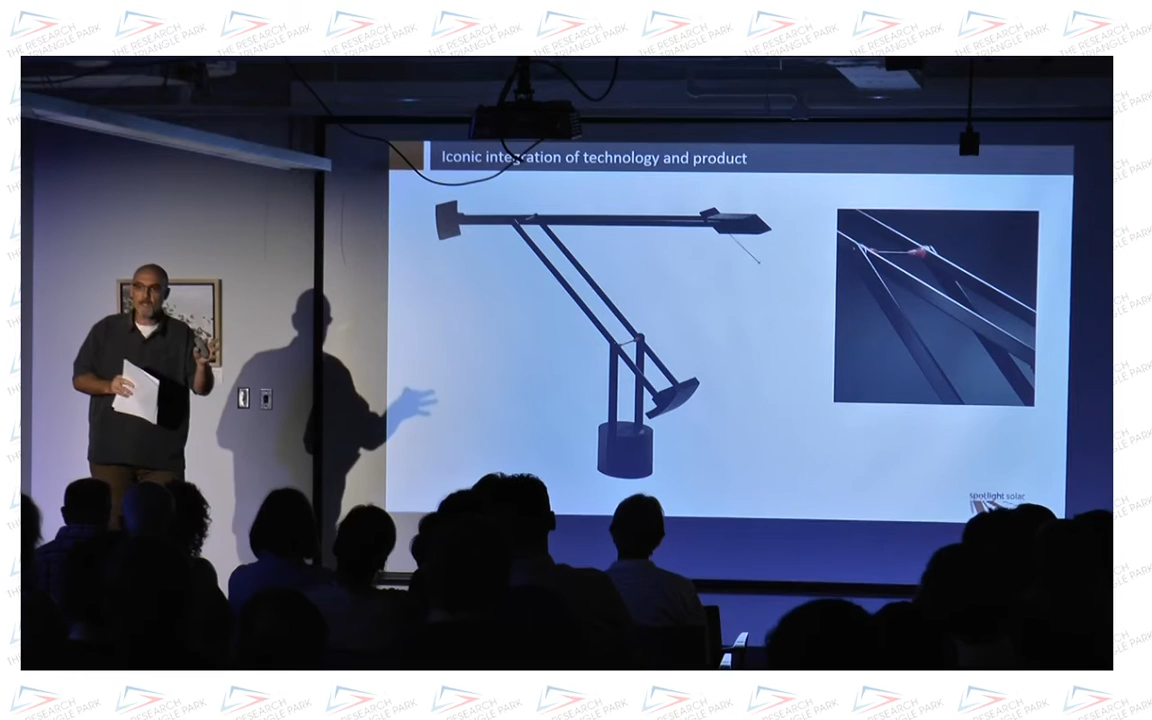 THE RESEARCH
TRIANGLE PARK
Iconic integration of technology and product
spotlight solar